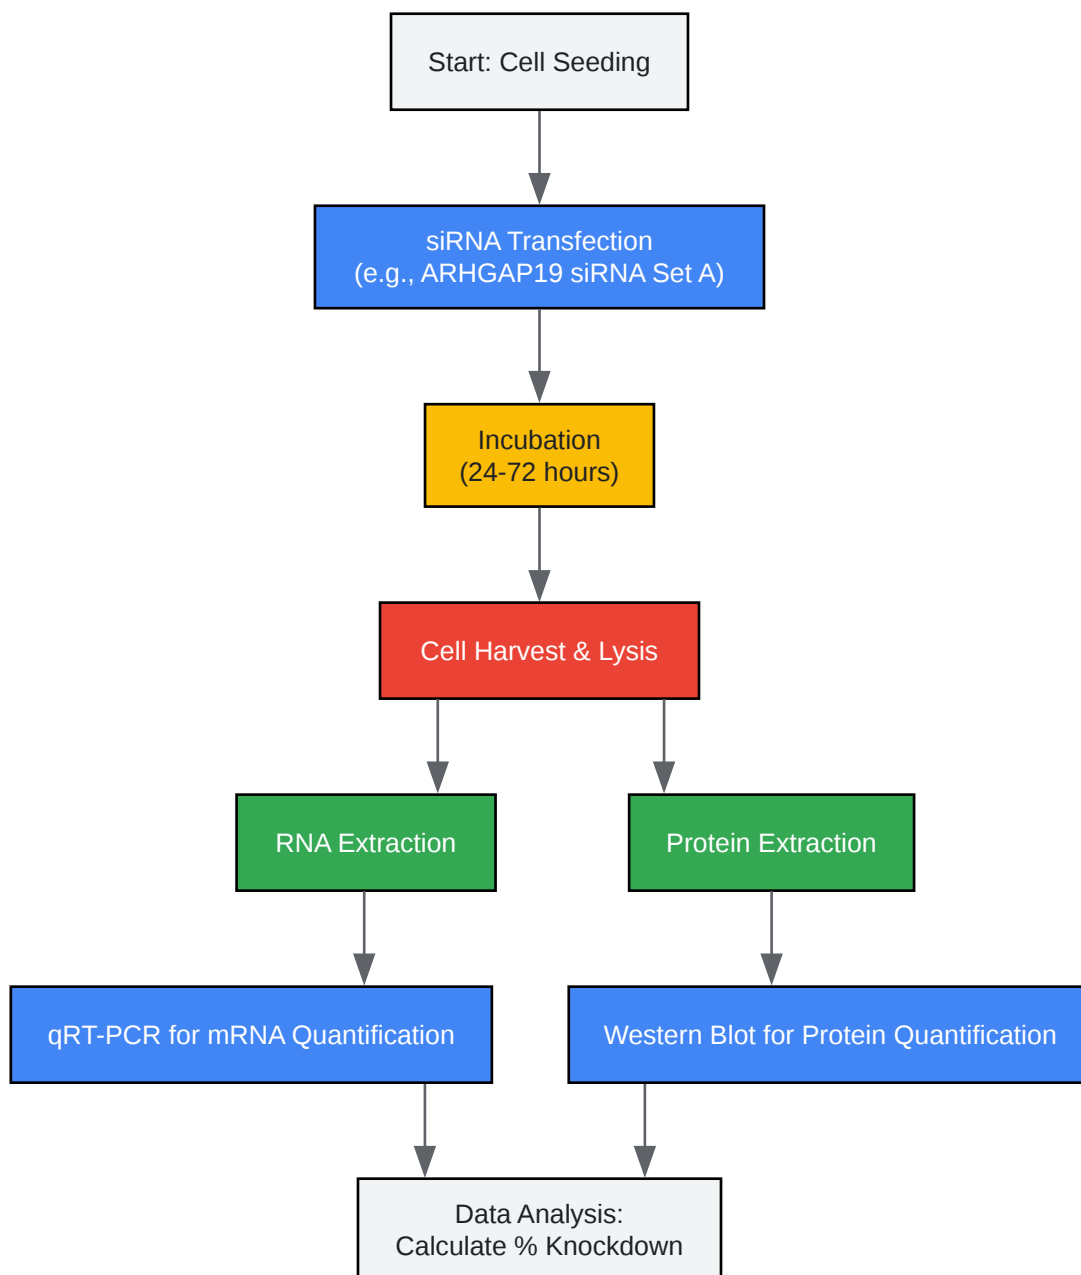 Start: Cell Seeding
siRNA Transfection
(e.g., ARHGAP19 siRNA Set A)
Incubation
(24-72 hours)
Cell Harvest & Lysis
RNA Extraction
Protein Extraction
qRT-PCR for mRNA Quantification
Western Blot for Protein Quantification
Data Analysis:
Calculate % Knockdown